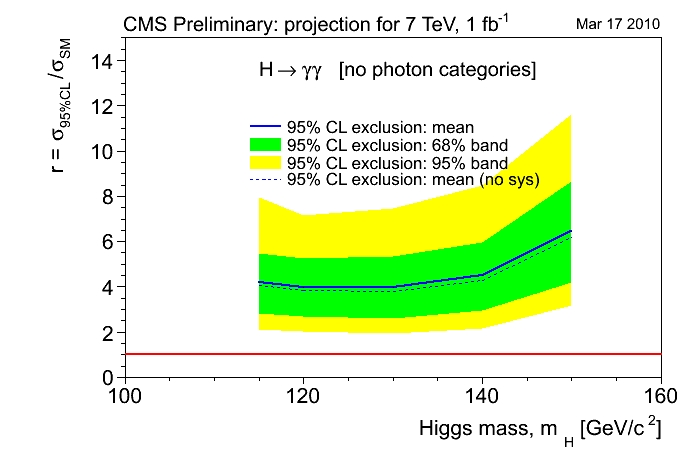 CMS Preliminary: projection for 7 TeV, 1 fb⁻¹ Mar 17 2010
r = σ95%CL/σSM
H → γγ [no photon categories]
95% CL exclusion: mean
95% CL exclusion: 68% band
95% CL exclusion: 95% band
95% CL exclusion: mean (no sys)
14
12
10
8
6
4
2
0
100 120 140 160
Higgs mass, m H [GeV/c²]